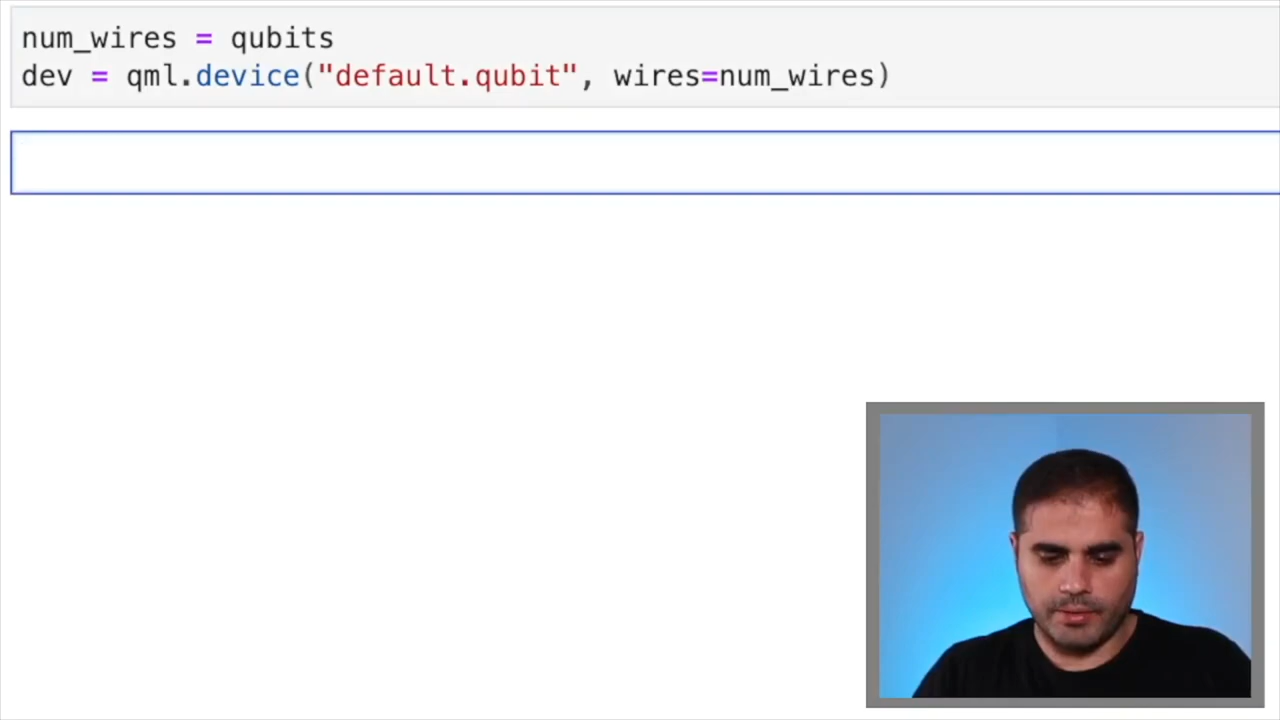 num_wires = qubits
dev = qml.device("default.qubit", wires=num_wires)